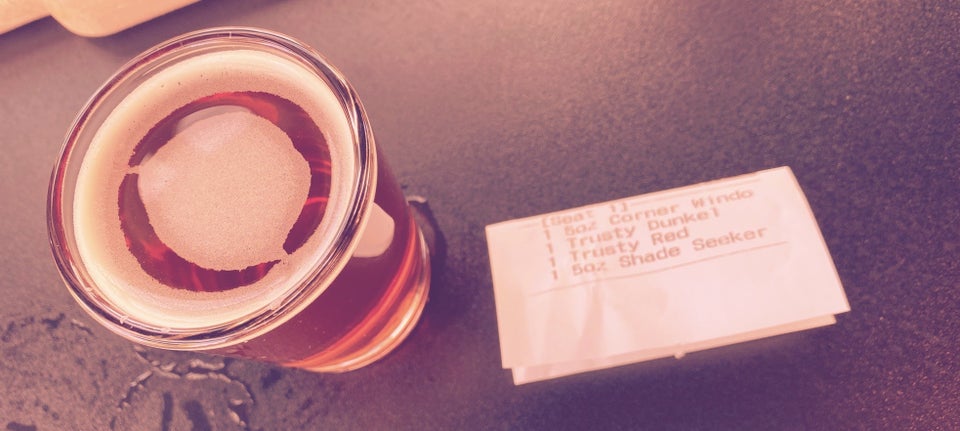 [Seat 1]
1 5oz Corner Windo
1 Trusty Dunkel
1 Trusty Red
1 5oz Shade Seeker